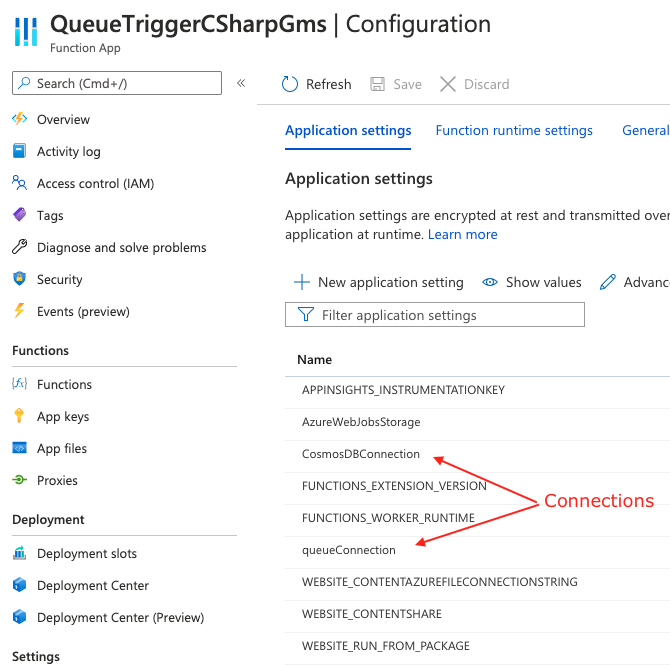 QueueTriggerCSharpGms | Configuration
Function App
Search (Cmd+/)
«
Refresh
Save
Discard
Overview
Activity log
Access control (IAM)
Tags
Diagnose and solve problems
Security
Events (preview)
Functions
Functions
App keys
App files
Proxies
Deployment
Deployment slots
Deployment Center
Deployment Center (Preview)
Settings
Application settings
Function runtime settings
General
Application settings
Application settings are encrypted at rest and transmitted over
application at runtime. Learn more
New application setting
Show values
Advanc
Filter application settings
Name
APPINSIGHTS_INSTRUMENTATIONKEY
AzureWebJobsStorage
CosmosDBConnection
FUNCTIONS_EXTENSION_VERSION
Connections
FUNCTIONS_WORKER_RUNTIME
queueConnection
WEBSITE_CONTENTAZUREFILECONNECTIONSTRING
WEBSITE_CONTENTSHARE
WEBSITE_RUN_FROM_PACKAGE